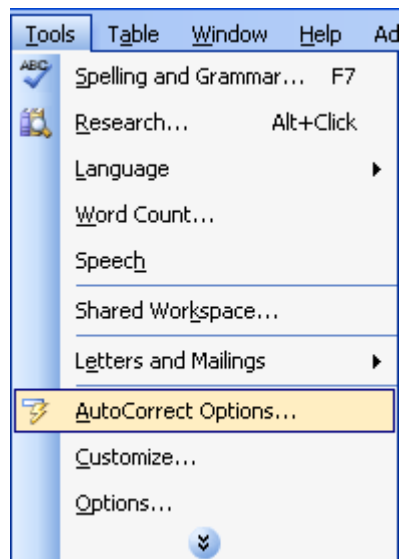 Tools Table Window Help Ad
ABC Spelling and Grammar... F7
Research... Alt+Click
Language
Word Count...
Speech
Shared Workspace...
Letters and Mailings
AutoCorrect Options...
Customize...
Options...